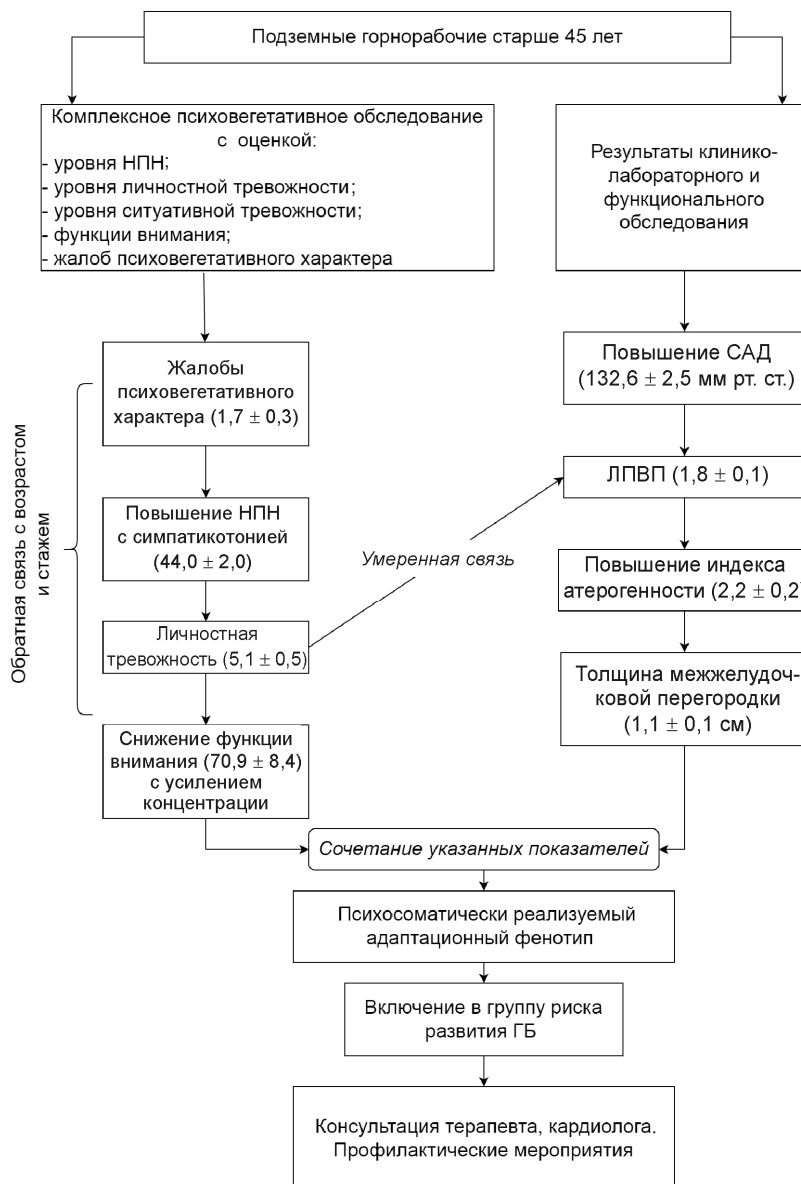 Подземные горнорабочие старше 45 лет
Комплексное психовегетативное обследование
с оценкой:
- уровня НПН;
- уровня личностной тревожности;
- уровня ситуативной тревожности;
- функции внимания;
- жалоб психовегетативного характера
Результаты клинико-
лабораторного и
функционального
обследования
Обратная связь с возрастом
и стажем
Жалобы
психовегетативного
характера (1,7 ± 0,3)
Повышение НПН
с симпатикотонией
(44,0 ± 2,0)
Личностная
тревожность (5,1 ± 0,5)
Снижение функции
внимания (70,9 ± 8,4)
с усилением
концентрации
Умеренная связь
Повышение САД
(132,6 ± 2,5 мм рт. ст.)
ЛПВП (1,8 ± 0,1)
Повышение индекса
атерогенности (2,2 ± 0,2)
Толщина межжелудоч-
ковой перегородки
(1,1 ± 0,1 см)
Сочетание указанных показателей
Психосоматически реализуемый
адаптационный фенотип
Включение в группу риска
развития ГБ
Консультация терапевта, кардиолога.
Профилактические мероприятия